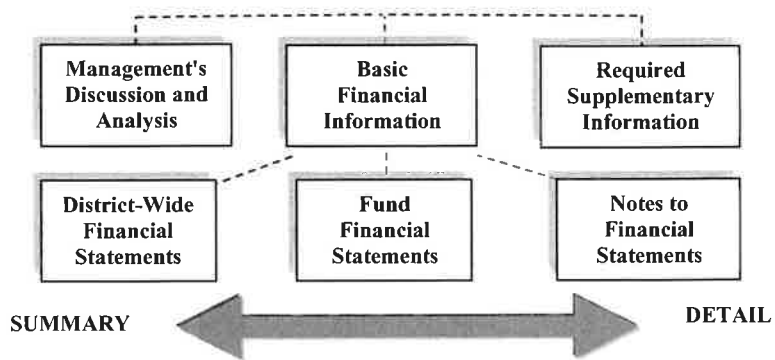 Management's
Discussion and
Analysis
Basic
Financial
Information
Required
Supplementary
Information
District-Wide
Financial
Statements
Fund
Financial
Statements
Notes to
Financial
Statements
SUMMARY
DETAIL